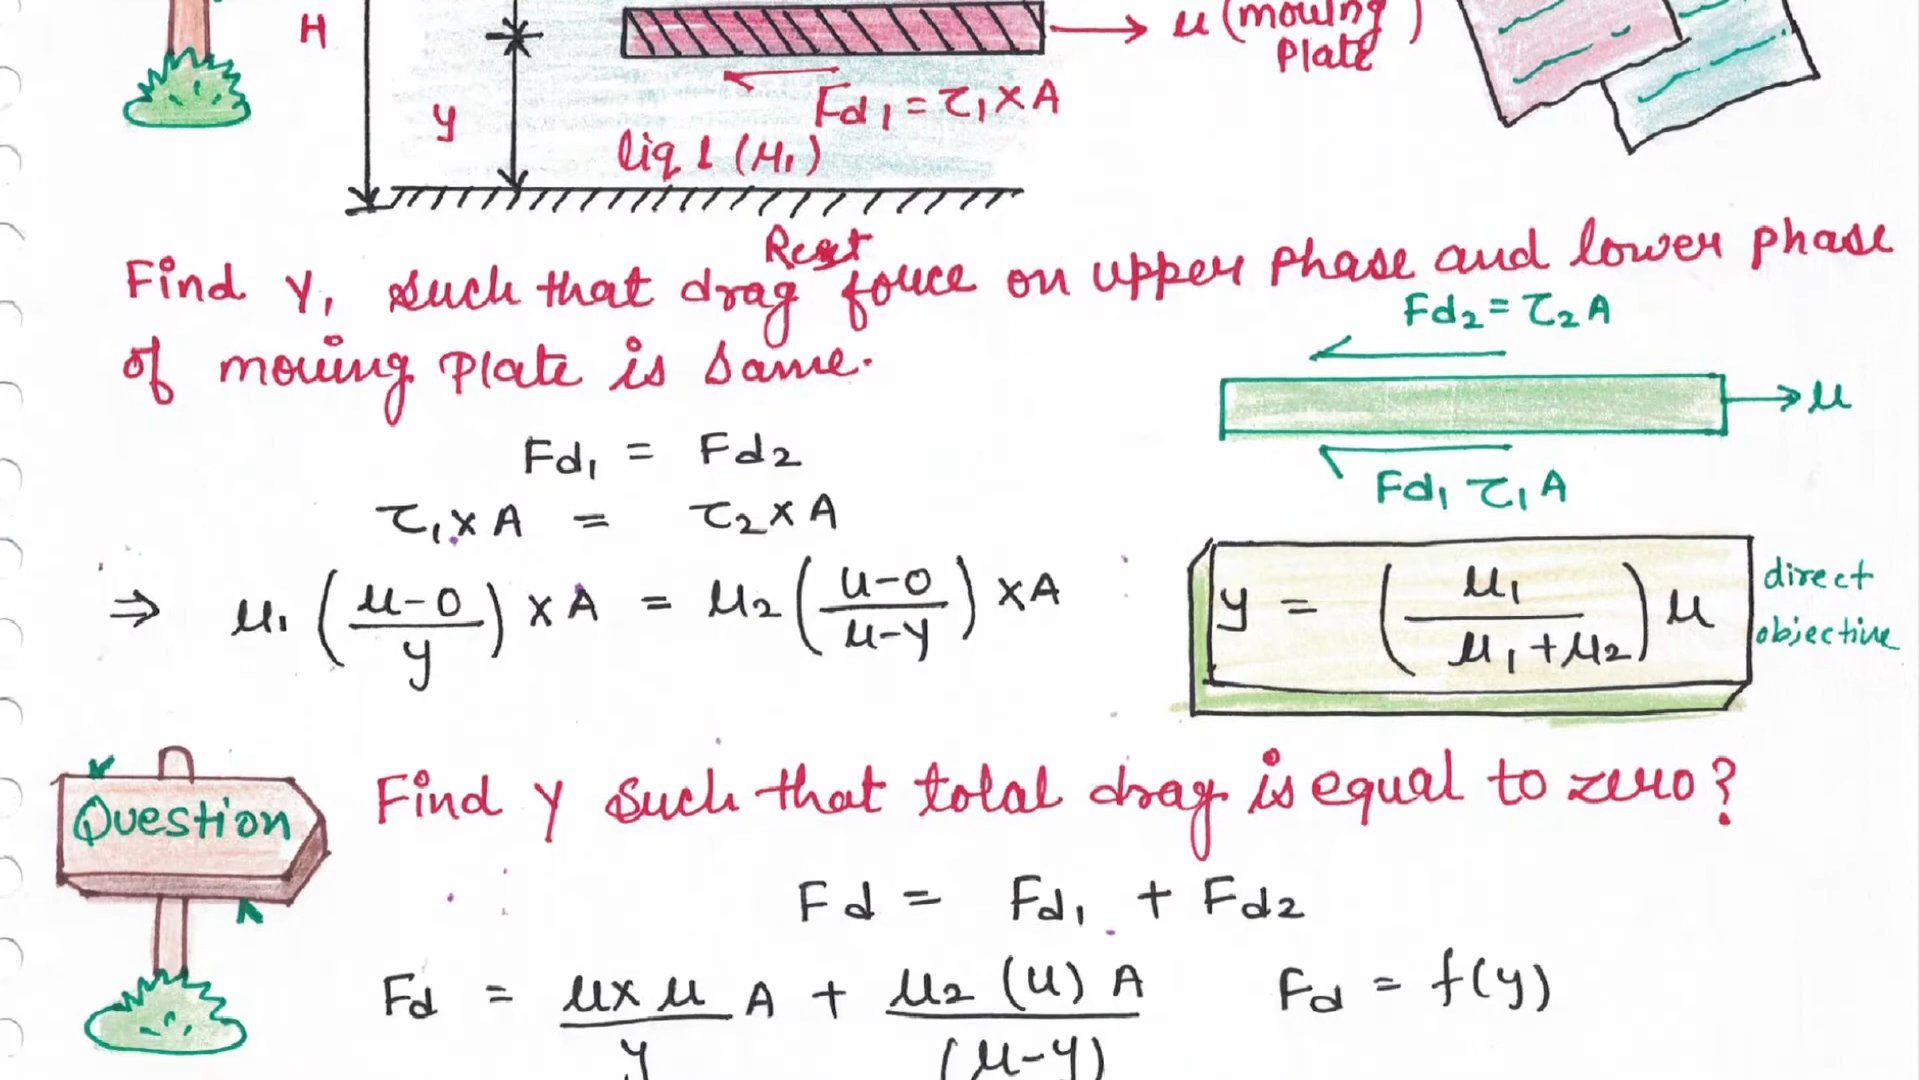 H
u (moving plate)
Fd1 = τ1 x A
y
liq 1 (μ1)
Rest
Find y, such that drag force on upper phase and lower phase
of moving plate is same.
Fd2 = τ2 A
u
Fd1 τ1 A
Fd1 = Fd2
τ1 x A = τ2 x A
⇒ μ1 (u-0 / y) x A = μ2 (u-0 / μ-y) x A
y = (μ1 / μ1+μ2) μ
direct
objective
Question
Find y such that total drag is equal to zero?
Fd = Fd1 + Fd2
Fd = μ x μ / y A + μ2 (u) A / (μ-y)
Fd = f(y)